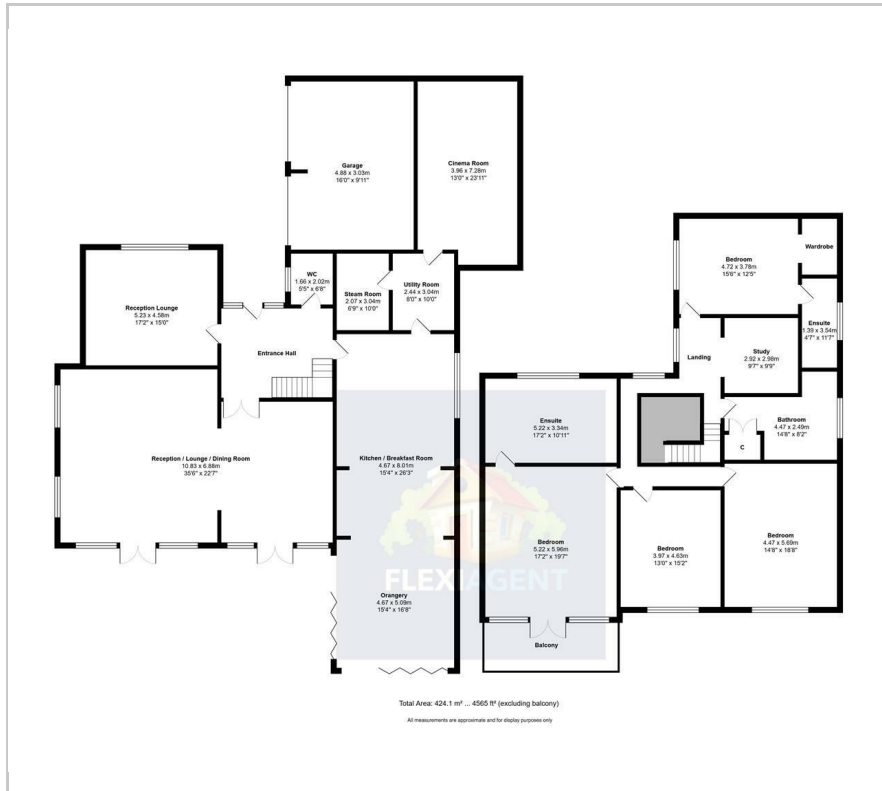 Garage
4.88 x 3.03m
16'0" x 9'11"
Cinema Room
3.96 x 7.28m
13'0" x 23'11"
WC
1.66 x 2.02m
5'5" x 6'8"
Steam Room
2.07 x 3.04m
6'9" x 10'0"
Utility Room
2.44 x 3.04m
8'0" x 10'0"
Reception Lounge
5.23 x 4.58m
17'2" x 15'0"
Entrance Hall
Reception / Lounge / Dining Room
10.83 x 6.88m
35'6" x 22'7"
Kitchen / Breakfast Room
4.67 x 8.01m
15'4" x 26'3"
Orangery
4.67 x 5.09m
15'4" x 16'8"
Bedroom
4.72 x 3.78m
15'6" x 12'5"
Wardrobe
Ensuite
1.39 x 3.54m
4'7" x 11'7"
Landing
Study
2.92 x 2.98m
9'7" x 9'9"
Bathroom
4.47 x 2.49m
14'8" x 8'2"
C
Ensuite
5.22 x 3.34m
17'2" x 10'11"
Bedroom
5.22 x 5.96m
17'2" x 19'7"
Bedroom
3.97 x 4.63m
13'0" x 15'2"
Bedroom
4.47 x 5.69m
14'8" x 18'8"
Balcony
FLEXIAGENT
Total Area: 424.1 m² ... 4565 ft² (excluding balcony)
All measurements are approximate and for display purposes only